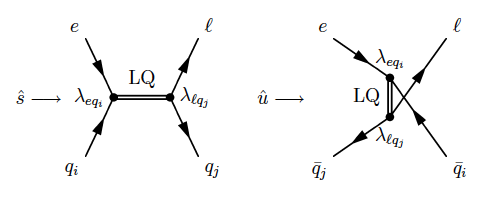 e ℓ e ℓ
LQ λ_{eq_i}
ŝ ⟶ λ_{eq_i} λ_{ℓq_j} û ⟶ LQ
λ_{ℓq_j}
q_i q_j q̄_j q̄_i